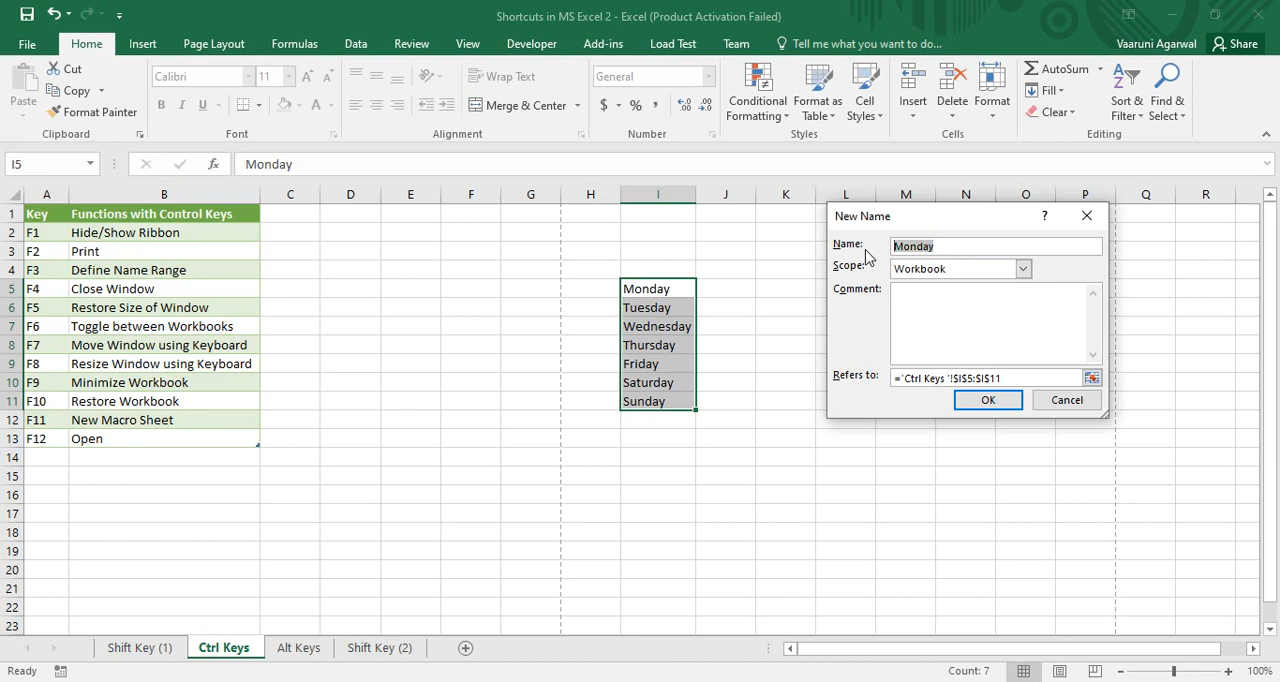 Shortcuts in MS Excel 2 - Excel (Product Activation Failed)
File Home Insert Page Layout Formulas Data Review View Developer Add-ins Load Test Team Tell me what you want to do... Vaaruni Agarwal Share
Paste
Cut
Copy
Format Painter
Clipboard
Calibri 11
B I U A
Font
Wrap Text
Merge & Center
Alignment
General
$ % ,
Number
Conditional Formatting
Format as Table
Cell Styles
Styles
Insert Delete Format
Cells
AutoSum
Fill
Clear
Sort & Filter
Find & Select
Editing
I5 fx Monday
A B C D E F G H I J K L M N O P Q R
1 Key Functions with Control Keys
2 F1 Hide/Show Ribbon
3 F2 Print
4 F3 Define Name Range
5 F4 Close Window Monday
6 F5 Restore Size of Window Tuesday
7 F6 Toggle between Workbooks Wednesday
8 F7 Move Window using Keyboard Thursday
9 F8 Resize Window using Keyboard Friday
10 F9 Minimize Workbook Saturday
11 F10 Restore Workbook Sunday
12 F11 New Macro Sheet
13 F12 Open
14
15
16
17
18
19
20
21
22
23
New Name ?
Name: Monday
Scope: Workbook
Comment:
Refers to: ='Ctrl Keys '!$I$5:$I$11
OK Cancel
Shift Key (1) Ctrl Keys Alt Keys Shift Key (2)
Ready Count: 7 100%